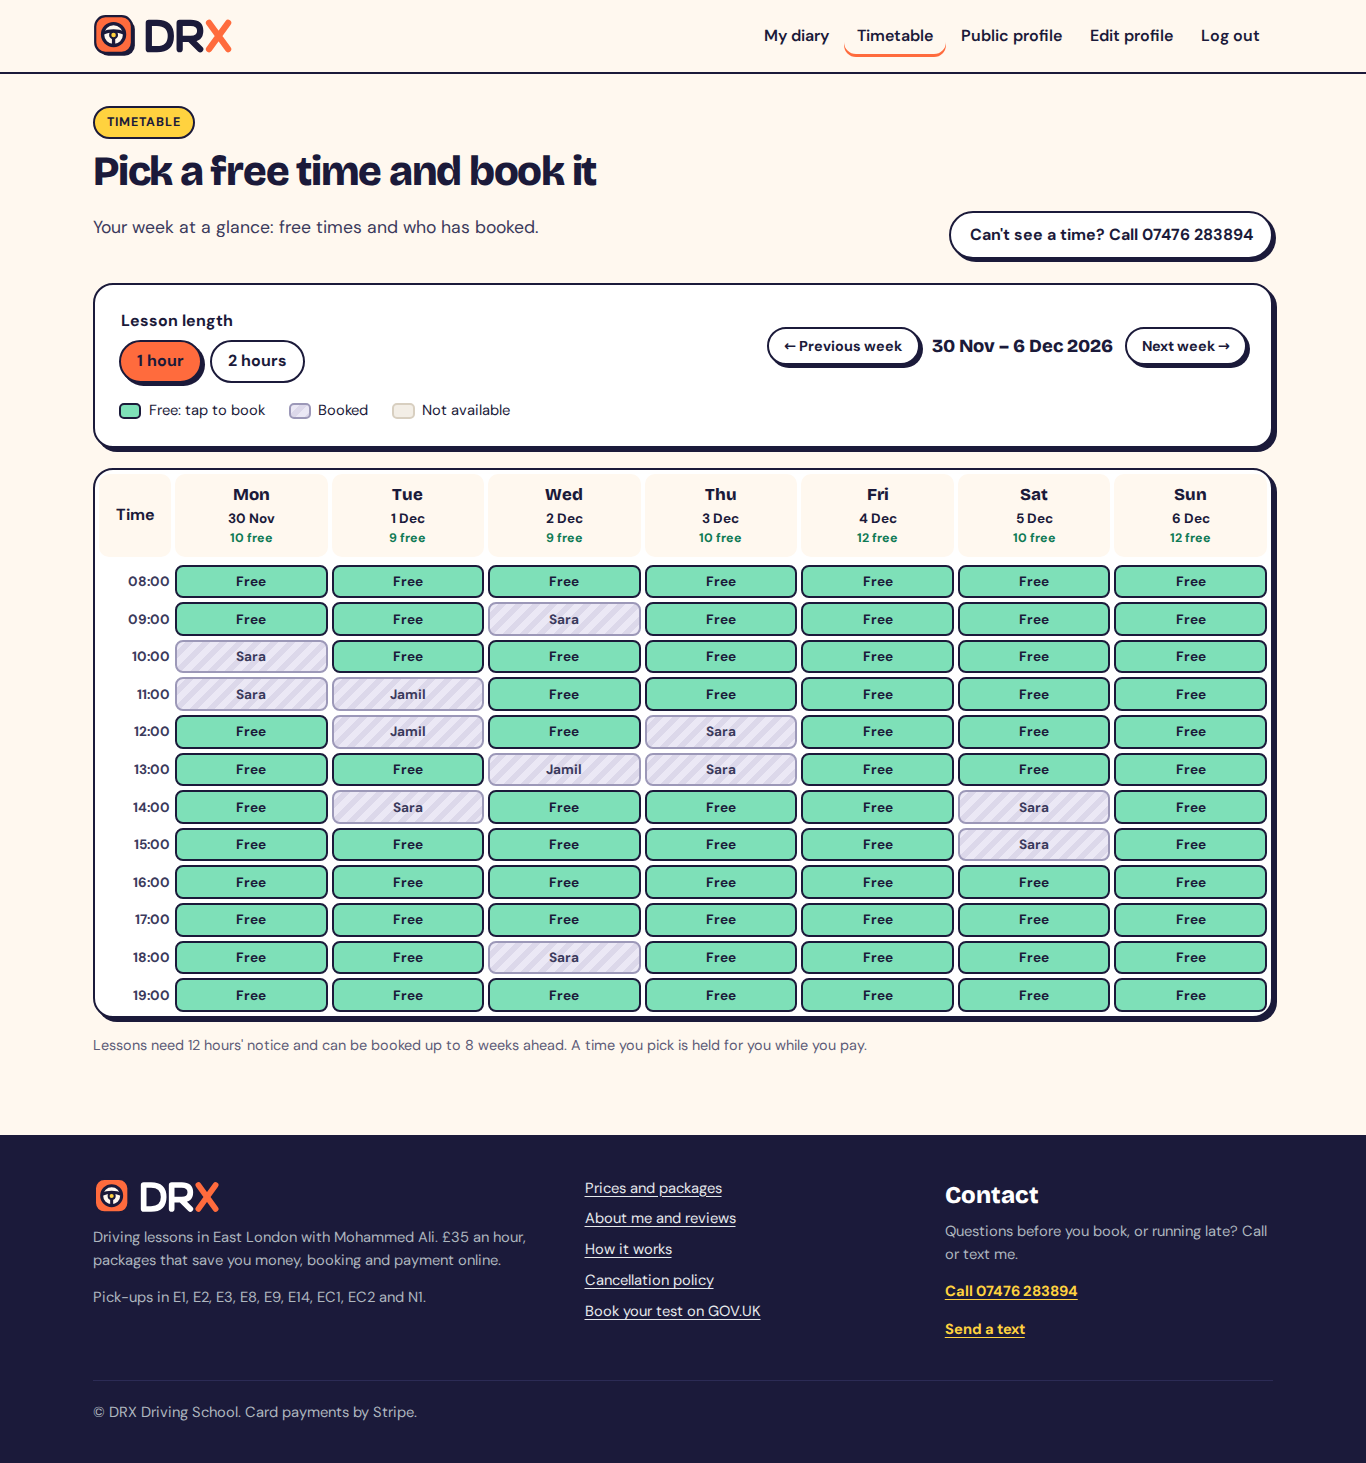 DRX
My diary
Timetable
Public profile
Edit profile
Log out
TIMETABLE
Pick a free time and book it
Your week at a glance: free times and who has booked.
Can't see a time? Call 07476 283894
Lesson length
1 hour
2 hours
← Previous week
30 Nov – 6 Dec 2026
Next week →
Free: tap to book
Booked
Not available
Time Mon Tue Wed Thu Fri Sat Sun
30 Nov 1 Dec 2 Dec 3 Dec 4 Dec 5 Dec 6 Dec
10 free 9 free 9 free 10 free 12 free 10 free 12 free
08:00 Free Free Free Free Free Free Free
09:00 Free Free Sara Free Free Free Free
10:00 Sara Free Free Free Free Free Free
11:00 Sara Jamil Free Free Free Free Free
12:00 Free Jamil Free Sara Free Free Free
13:00 Free Free Jamil Sara Free Free Free
14:00 Free Sara Free Free Free Sara Free
15:00 Free Free Free Free Free Sara Free
16:00 Free Free Free Free Free Free Free
17:00 Free Free Free Free Free Free Free
18:00 Free Free Sara Free Free Free Free
19:00 Free Free Free Free Free Free Free
Lessons need 12 hours' notice and can be booked up to 8 weeks ahead. A time you pick is held for you while you pay.
DRX
Driving lessons in East London with Mohammed Ali. £35 an hour,
packages that save you money, booking and payment online.
Pick-ups in E1, E2, E3, E8, E9, E14, EC1, EC2 and N1.
Prices and packages
About me and reviews
How it works
Cancellation policy
Book your test on GOV.UK
Contact
Questions before you book, or running late? Call
or text me.
Call 07476 283894
Send a text
© DRX Driving School. Card payments by Stripe.